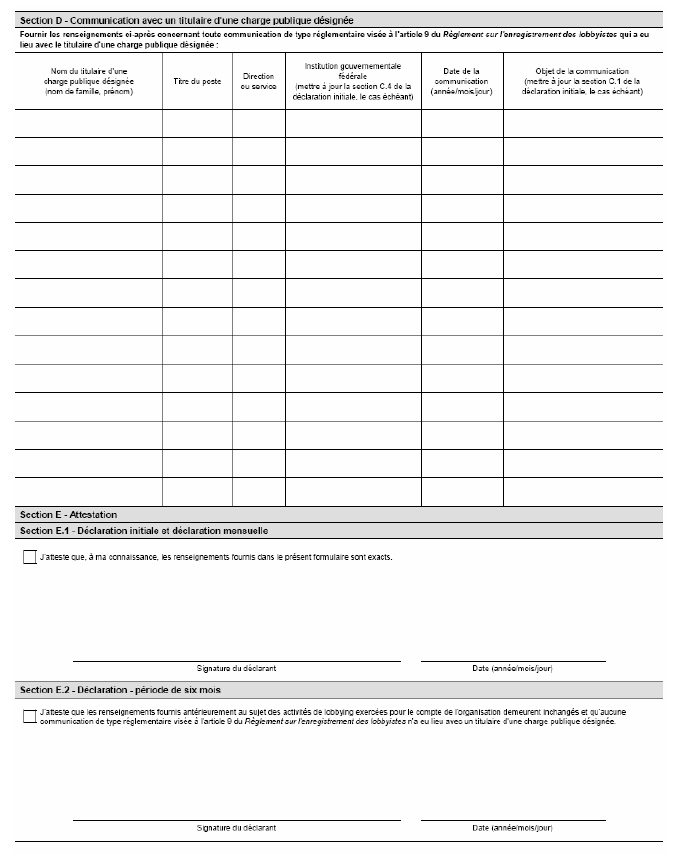 Section D - Communication avec un titulaire d'une charge publique désignée
Fournir les renseignements ci-après concernant toute communication de type réglementaire visée à l'article 9 du Règlement sur l'enregistrement des lobbyistes qui a eu
lieu avec le titulaire d'une charge publique désignée :
Nom du titulaire d'une
charge publique désignée
(nom de famille, prénom)
Titre du poste
Direction
ou service
Institution gouvernementale
fédérale
(mettre à jour la section C.4 de la
déclaration initiale, le cas échéant)
Date de la
communication
(année/mois/jour)
Objet de la communication
(mettre à jour la section C.1 de la
déclaration initiale, le cas échéant)
Section E - Attestation
Section E.1 - Déclaration initiale et déclaration mensuelle
J'atteste que, à ma connaissance, les renseignements fournis dans le présent formulaire sont exacts.
Signature du déclarant
Date (année/mois/jour)
Section E.2 - Déclaration - période de six mois
J'atteste que les renseignements fournis antérieurement au sujet des activités de lobbying exercées pour le compte de l'organisation demeurent inchangés et qu'aucune
communication de type réglementaire visée à l'article 9 du Règlement sur l'enregistrement des lobbyistes n'a eu lieu avec un titulaire d'une charge publique désignée.
Signature du déclarant
Date (année/mois/jour)